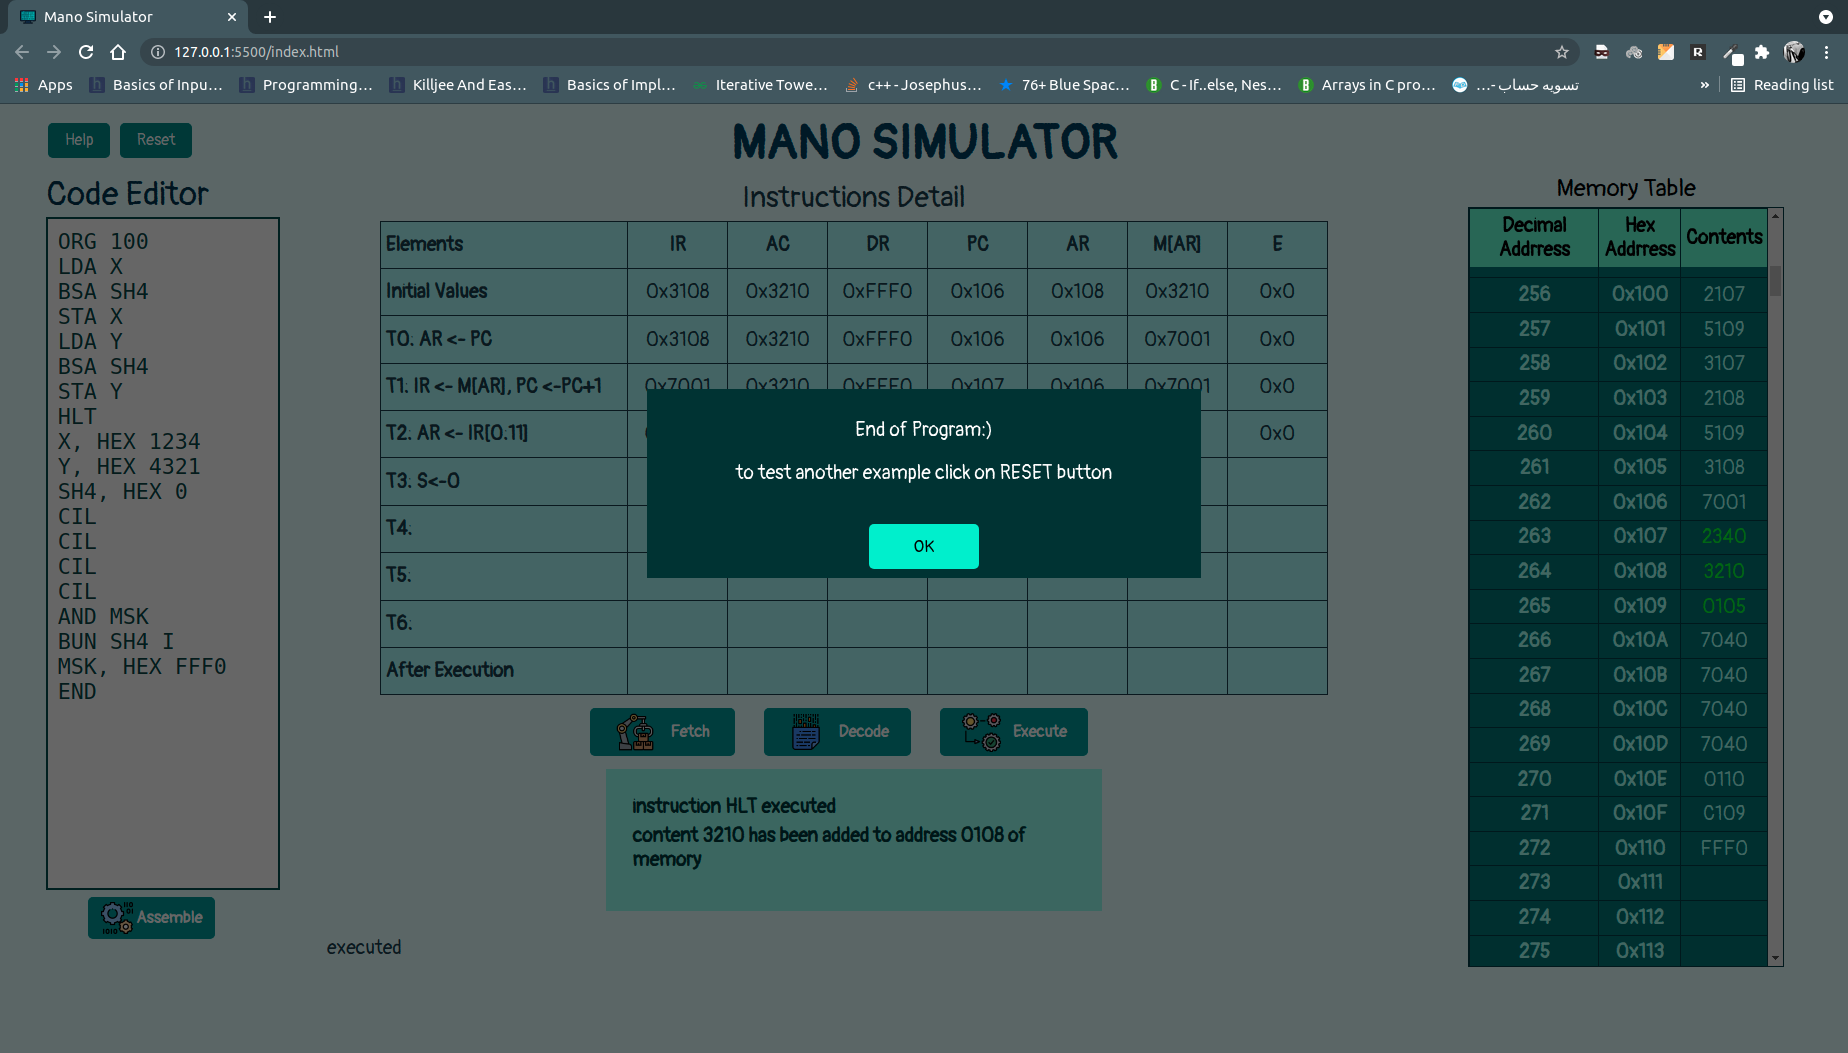 Mano Simulator
127.0.0.1:5500/index.html
Apps
Basics of Inpu...
Programming...
Killjee And Eas...
Basics of Impl...
Iterative Towe...
c++ - Josephus...
76+ Blue Spac...
C - If..else, Nes...
Arrays in C pro...
تسویه حساب -...
»
Reading list
Help
Reset
MANO SIMULATOR
Code Editor
ORG 100
LDA X
BSA SH4
STA X
LDA Y
BSA SH4
STA Y
HLT
X, HEX 1234
Y, HEX 4321
SH4, HEX 0
CIL
CIL
CIL
CIL
AND MSK
BUN SH4 I
MSK, HEX FFF0
END
Assemble
executed
Instructions Detail
Elements IR AC DR PC AR M[AR] E
Initial Values 0x3108 0x3210 0xFFF0 0x106 0x108 0x3210 0x0
T0: AR <- PC 0x3108 0x3210 0xFFF0 0x106 0x106 0x7001 0x0
T1: IR <- M[AR], PC <-PC+1 0x7001 0x3210 0xFFF0 0x107 0x106 0x7001 0x0
T2: AR <- IR[0:11] 0x0
T3: S<-0
T4:
T5:
T6:
After Execution
End of Program:)
to test another example click on RESET button
OK
Fetch
Decode
Execute
instruction HLT executed
content 3210 has been added to address 0108 of
memory
Memory Table
Decimal Addrress Hex Addrress Contents
256 0x100 2107
257 0x101 5109
258 0x102 3107
259 0x103 2108
260 0x104 5109
261 0x105 3108
262 0x106 7001
263 0x107 2340
264 0x108 3210
265 0x109 0105
266 0x10A 7040
267 0x10B 7040
268 0x10C 7040
269 0x10D 7040
270 0x10E 0110
271 0x10F C109
272 0x110 FFF0
273 0x111
274 0x112
275 0x113